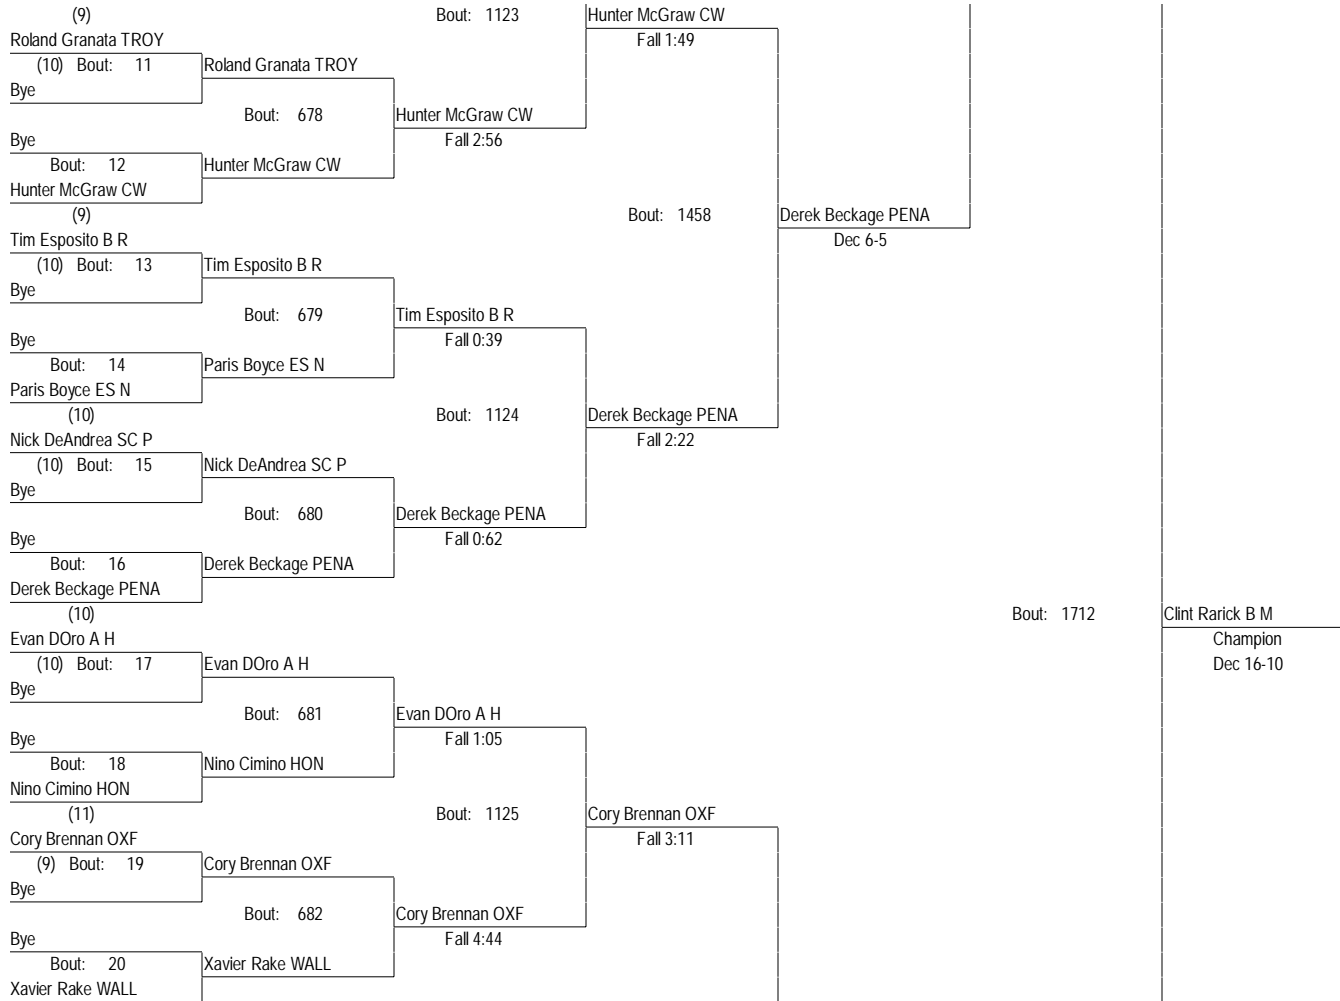 (9) Bout: 1123 Hunter McGraw CW
Roland Granata TROY Fall 1:49
(10) Bout: 11 Roland Granata TROY
Bye
Bout: 678 Hunter McGraw CW
Bye Fall 2:56
Bout: 12 Hunter McGraw CW
Hunter McGraw CW
(9) Bout: 1458 Derek Beckage PENA
Tim Esposito B R Dec 6-5
(10) Bout: 13 Tim Esposito B R
Bye
Bout: 679 Tim Esposito B R
Bye Fall 0:39
Bout: 14 Paris Boyce ES N
Paris Boyce ES N
(10) Bout: 1124 Derek Beckage PENA
Nick DeAndrea SC P Fall 2:22
(10) Bout: 15 Nick DeAndrea SC P
Bye
Bout: 680 Derek Beckage PENA
Bye Fall 0:62
Bout: 16 Derek Beckage PENA
Derek Beckage PENA
(10) Bout: 1712 Clint Rarick B M
Evan DOro A H Champion
(10) Bout: 17 Evan DOro A H Dec 16-10
Bye
Bout: 681 Evan DOro A H
Bye Fall 1:05
Bout: 18 Nino Cimino HON
Nino Cimino HON
(11) Bout: 1125 Cory Brennan OXF
Cory Brennan OXF Fall 3:11
(9) Bout: 19 Cory Brennan OXF
Bye
Bout: 682 Cory Brennan OXF
Bye Fall 4:44
Bout: 20 Xavier Rake WALL
Xavier Rake WALL